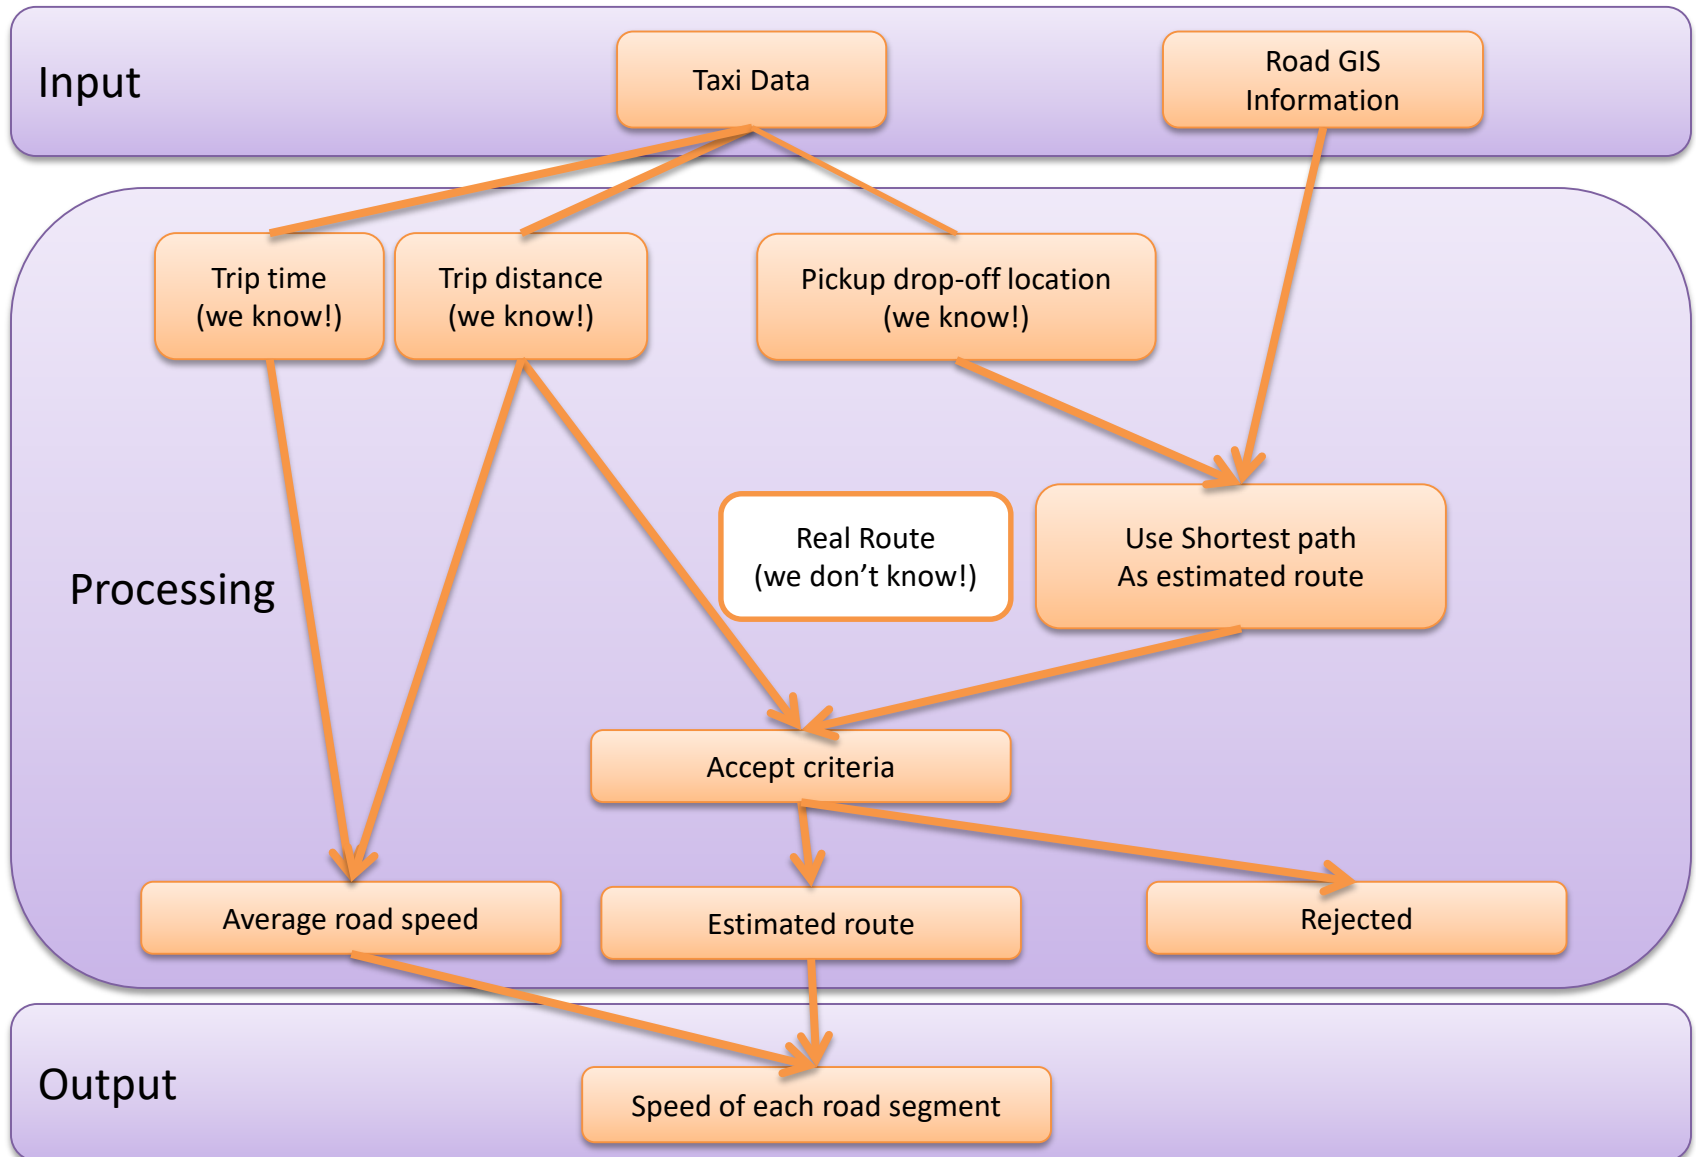 Input
Taxi Data
Road GIS
Information
Trip time
(we know!)
Trip distance
(we know!)
Pickup drop-off location
(we know!)
Real Route
(we don’t know!)
Use Shortest path
As estimated route
Processing
Accept criteria
Average road speed
Estimated route
Rejected
Output
Speed of each road segment